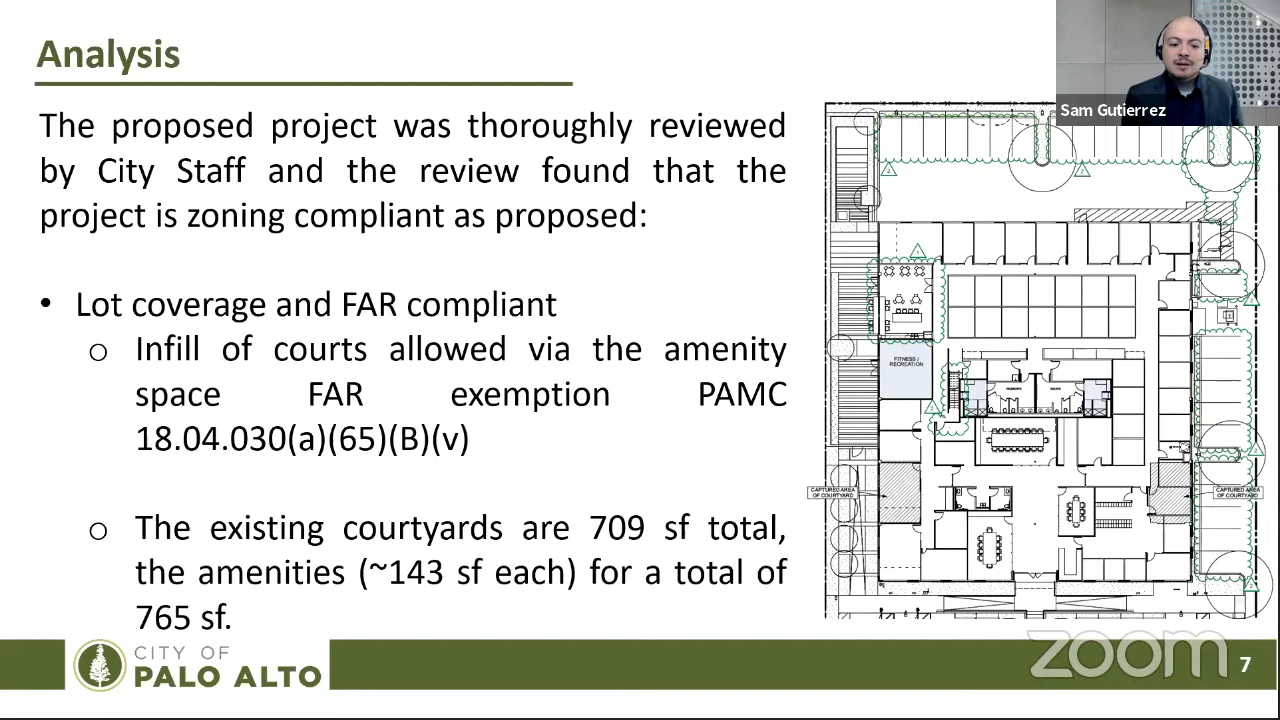 Analysis
Sam Gutierrez
The proposed project was thoroughly reviewed
by City Staff and the review found that the
project is zoning compliant as proposed:
• Lot coverage and FAR compliant
o Infill of courts allowed via the amenity
space FAR exemption PAMC
18.04.030(a)(65)(B)(v)
o The existing courtyards are 709 sf total,
the amenities (~143 sf each) for a total of
765 sf.
FITNESS /
RECREATION
CAPTURED AREA
OF COURTYARD
CAPTURED AREA
OF COURTYARD
CITY OF
PALO ALTO
zoom
7